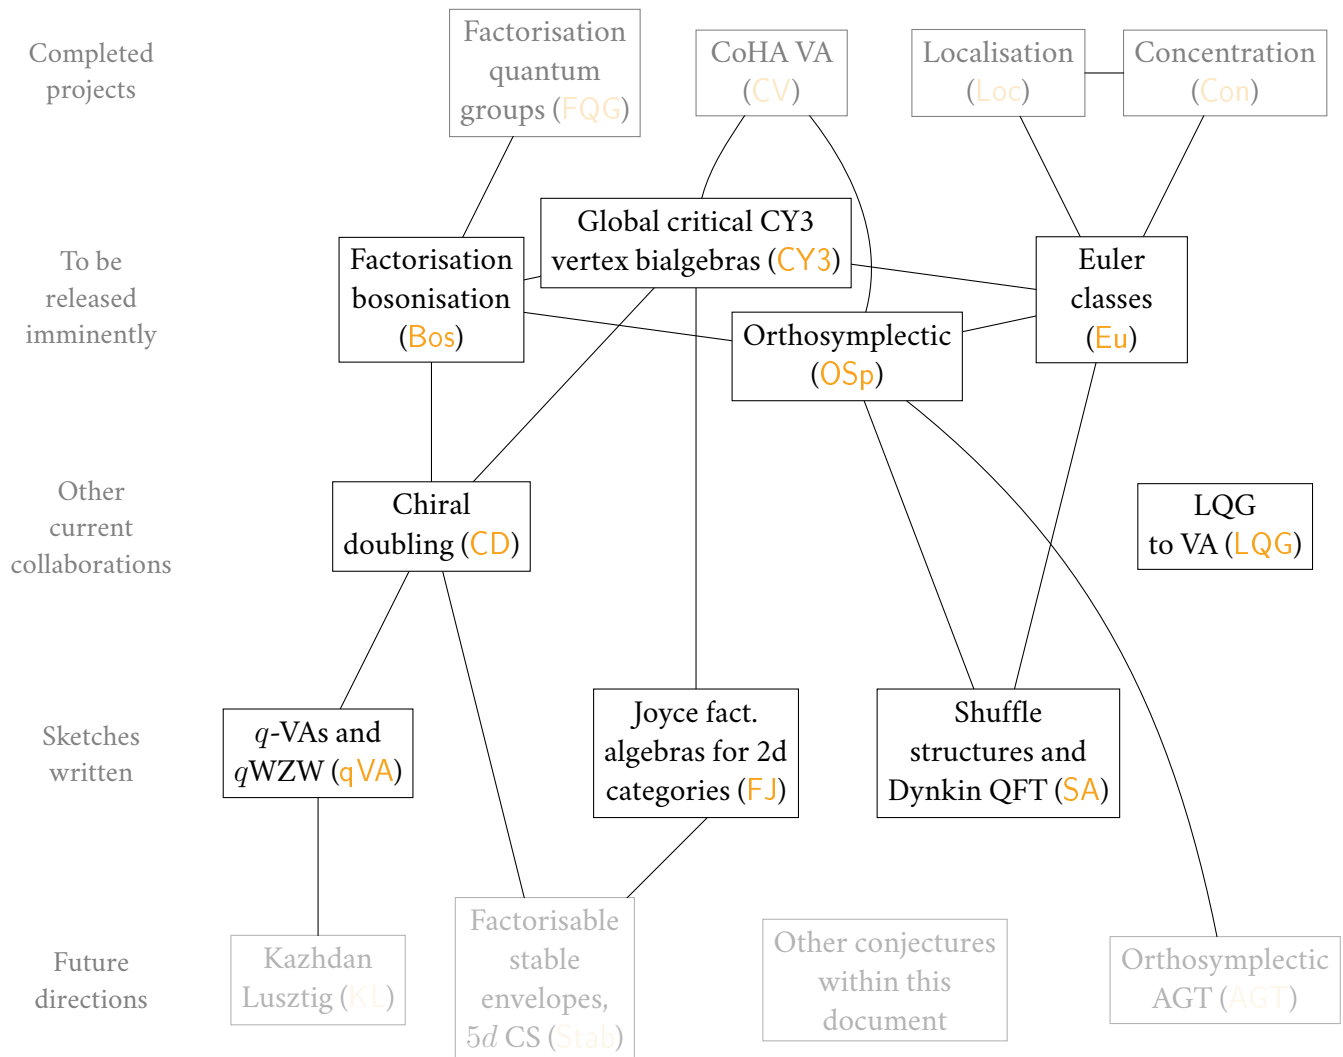 Completed
projects
Factorisation
quantum
groups (FQG)
CoHA VA
(CV)
Localisation
(Loc)
Concentration
(Con)
To be
released
imminently
Factorisation
bosonisation
(Bos)
Global critical CY3
vertex bialgebras (CY3)
Orthosymplectic
(OSp)
Euler
classes
(Eu)
Other
current
collaborations
Chiral
doubling (CD)
LQG
to VA (LQG)
Sketches
written
q-VAs and
qWZW (qVA)
Joyce fact.
algebras for 2d
categories (FJ)
Shuffle
structures and
Dynkin QFT (SA)
Future
directions
Kazhdan
Lusztig (KL)
Factorisable
stable
envelopes,
5d CS (Stab)
Other conjectures
within this
document
Orthosymplectic
AGT (AGT)